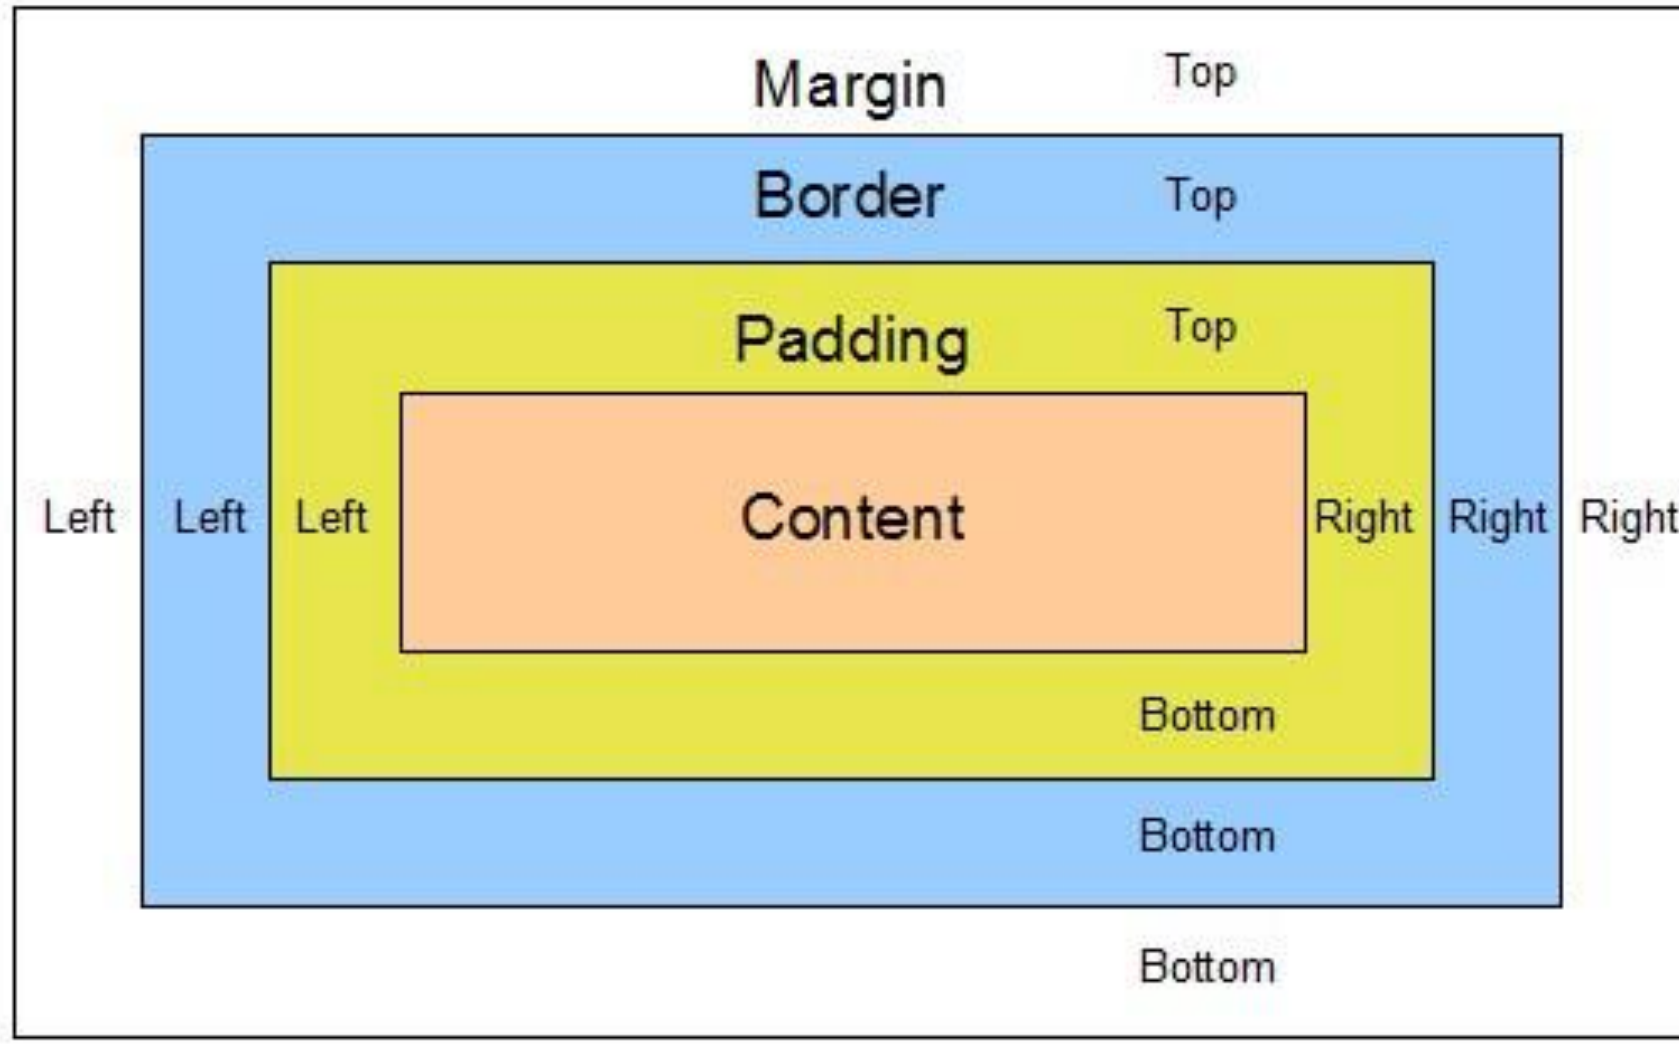 Margin Top
Border Top
Padding Top
Left Left Left Content Right Right Right
Bottom
Bottom
Bottom